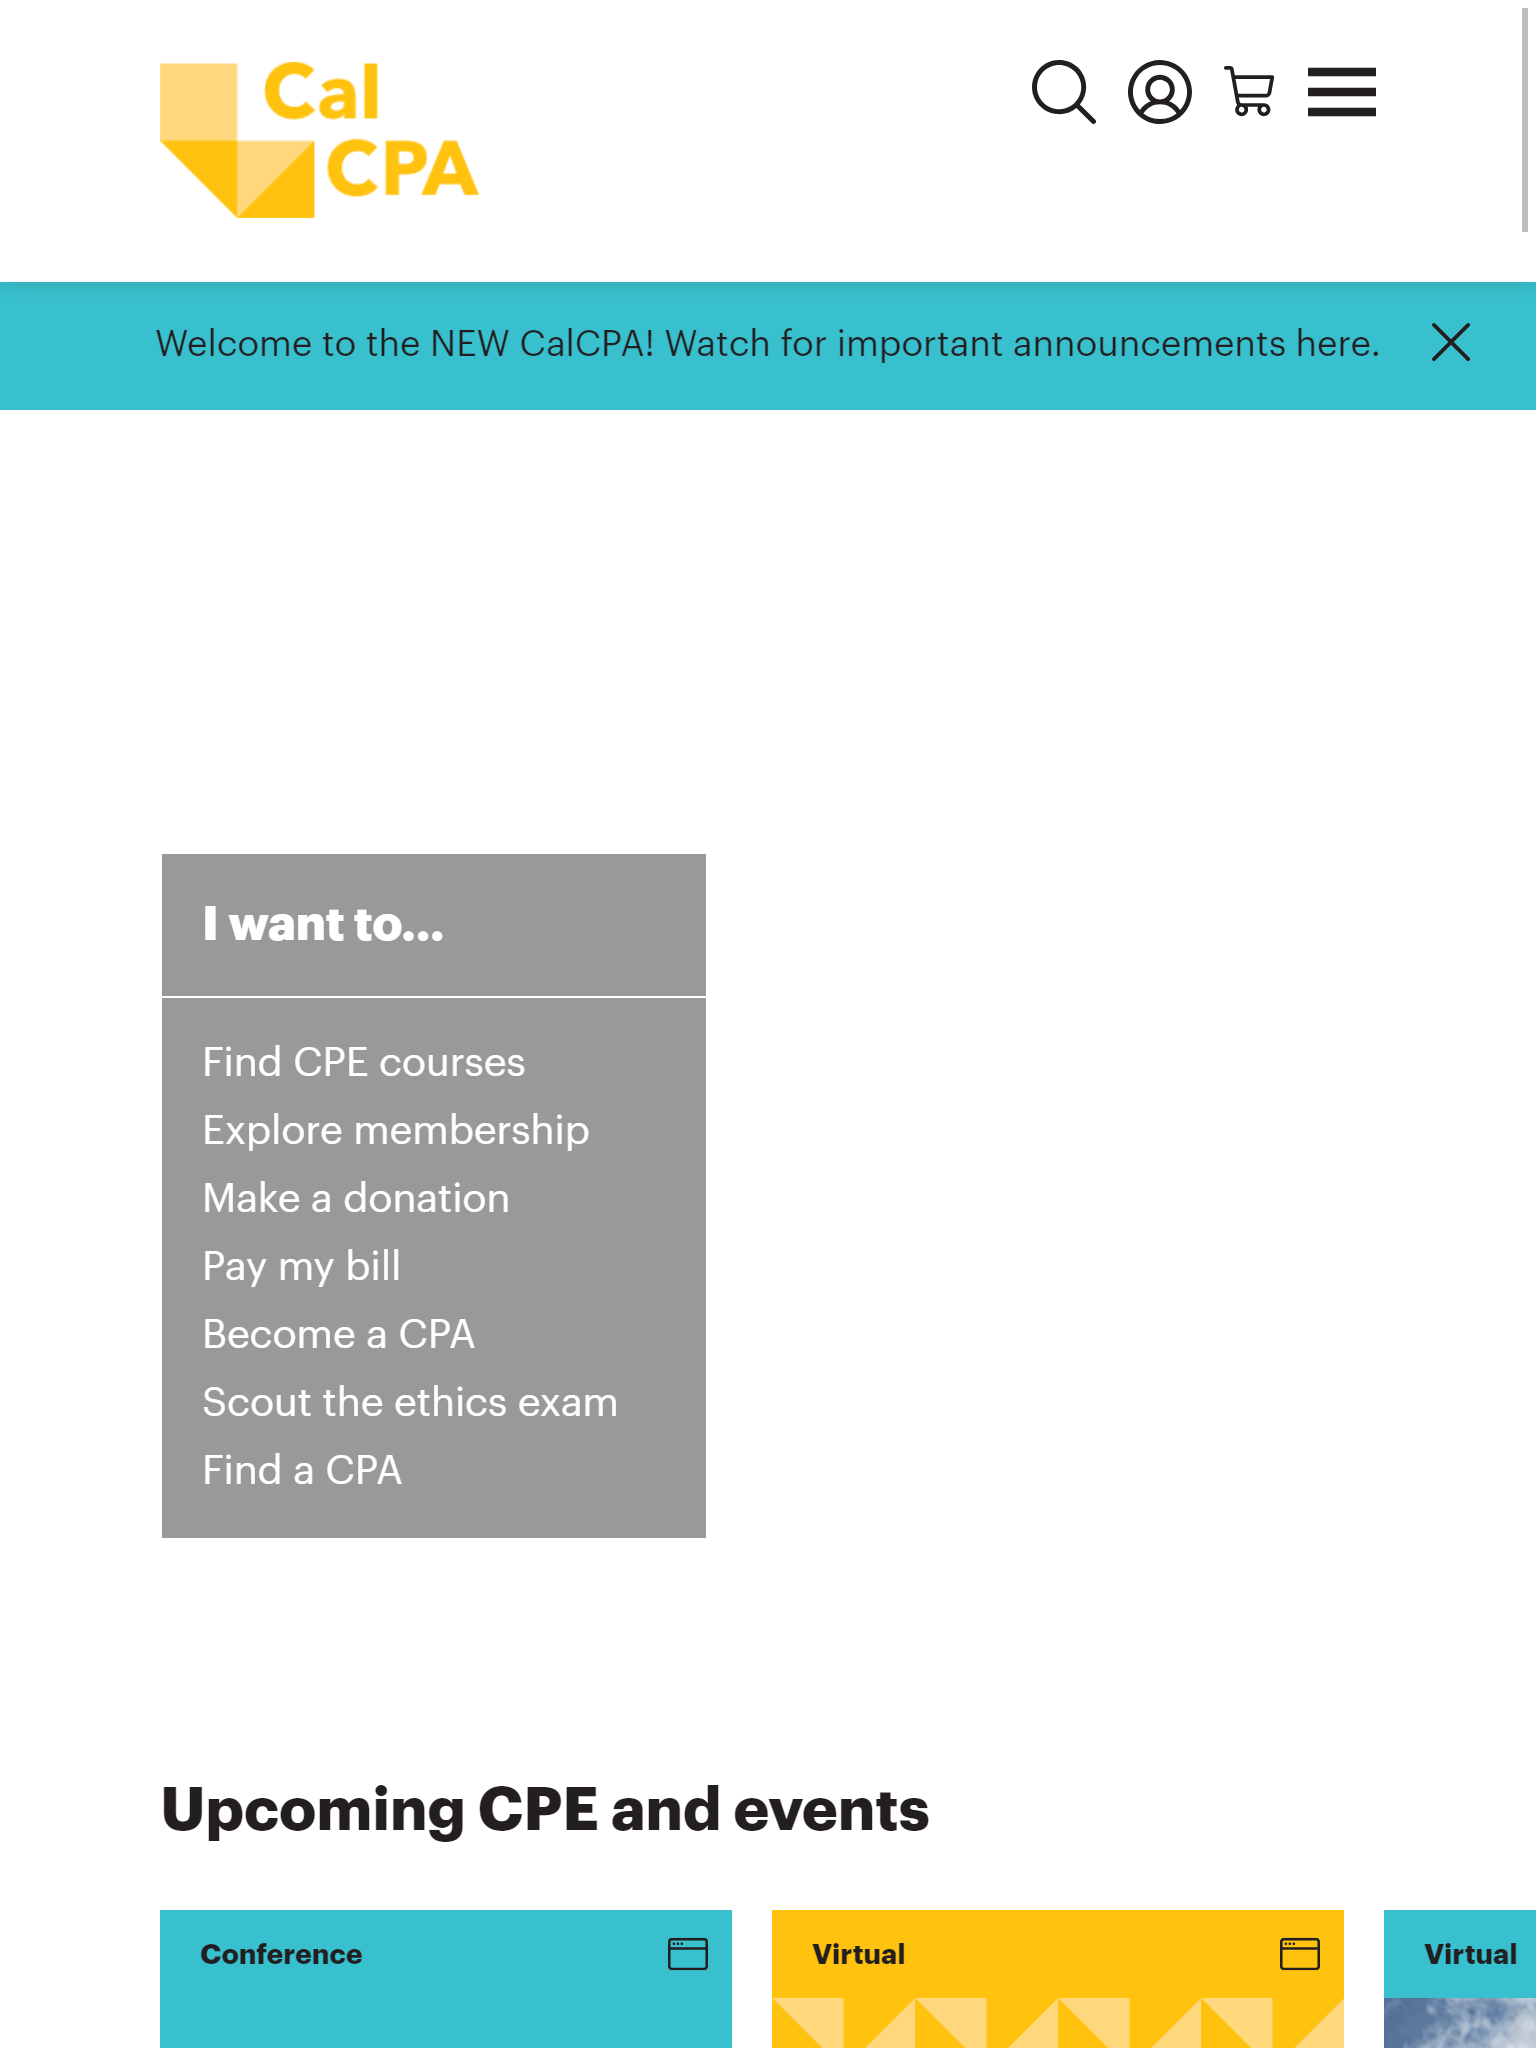 Cal
CPA
Welcome to the NEW CalCPA! Watch for important announcements here.
I want to...
Find CPE courses
Explore membership
Make a donation
Pay my bill
Become a CPA
Scout the ethics exam
Find a CPA
Upcoming CPE and events
Conference
Virtual
Virtual